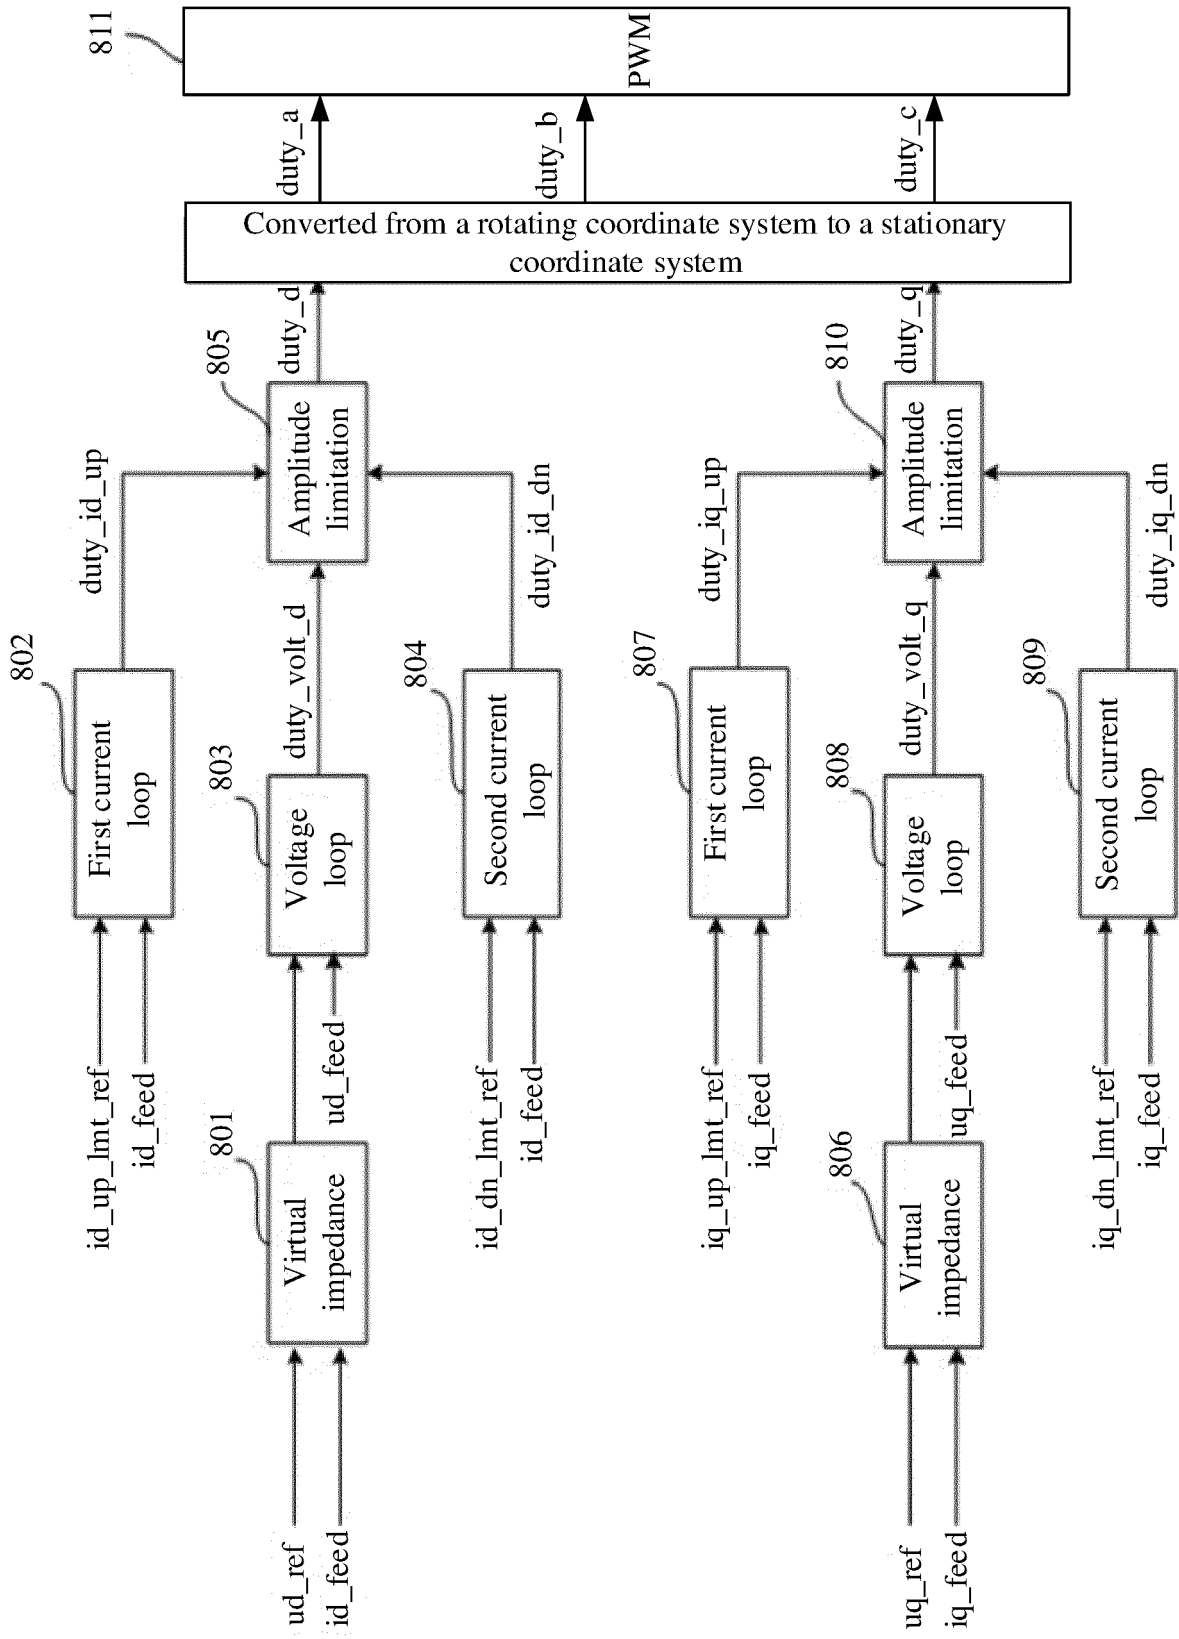 811
PWM
duty_a
duty_b
duty_c
Converted from a rotating coordinate system to a stationary
coordinate system
duty_d
duty_q
805
810
Amplitude
limitation
Amplitude
limitation
duty_id_up
duty_id_dn
duty_iq_up
duty_iq_dn
duty_volt_d
duty_volt_q
802
First current
loop
803
Voltage
loop
804
Second current
loop
807
First current
loop
808
Voltage
loop
809
Second current
loop
id_up_lmt_ref
id_feed
ud_feed
id_dn_lmt_ref
id_feed
iq_up_lmt_ref
iq_feed
uq_feed
iq_dn_lmt_ref
iq_feed
801
Virtual
impedance
806
Virtual
impedance
ud_ref
id_feed
uq_ref
iq_feed